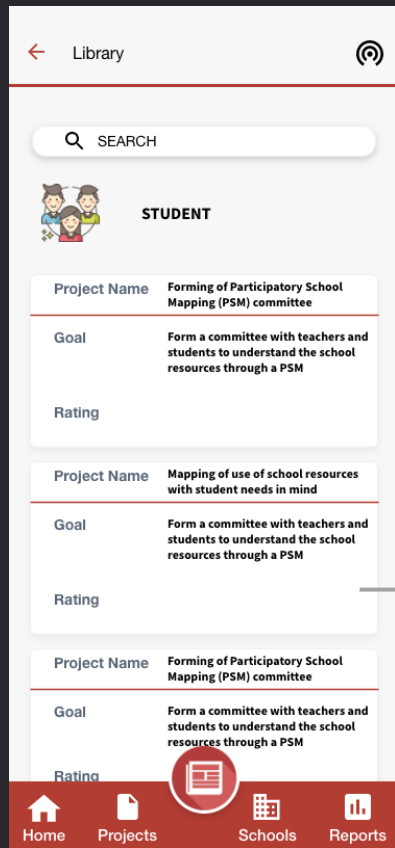 Library
SEARCH
STUDENT
Project Name
Forming of Participatory School
Mapping (PSM) committee
Goal
Form a committee with teachers and
students to understand the school
resources through a PSM
Rating
Project Name
Mapping of use of school resources
with student needs in mind
Goal
Form a committee with teachers and
students to understand the school
resources through a PSM
Rating
Project Name
Forming of Participatory School
Mapping (PSM) committee
Goal
Form a committee with teachers and
students to understand the school
resources through a PSM
Rating
Home
Projects
Schools
Reports